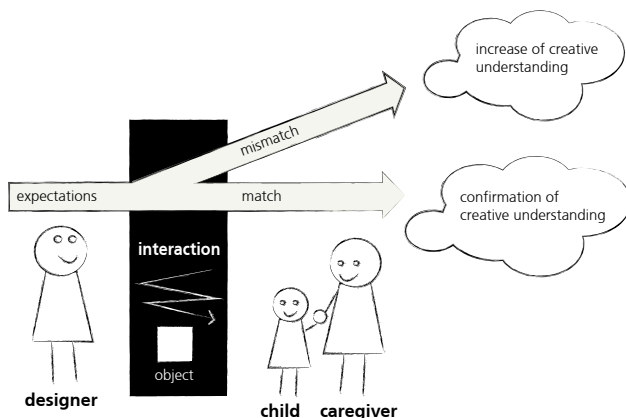 increase of creative
understanding
mismatch
expectations
match
confirmation of
creative understanding
interaction
object
designer
child
caregiver